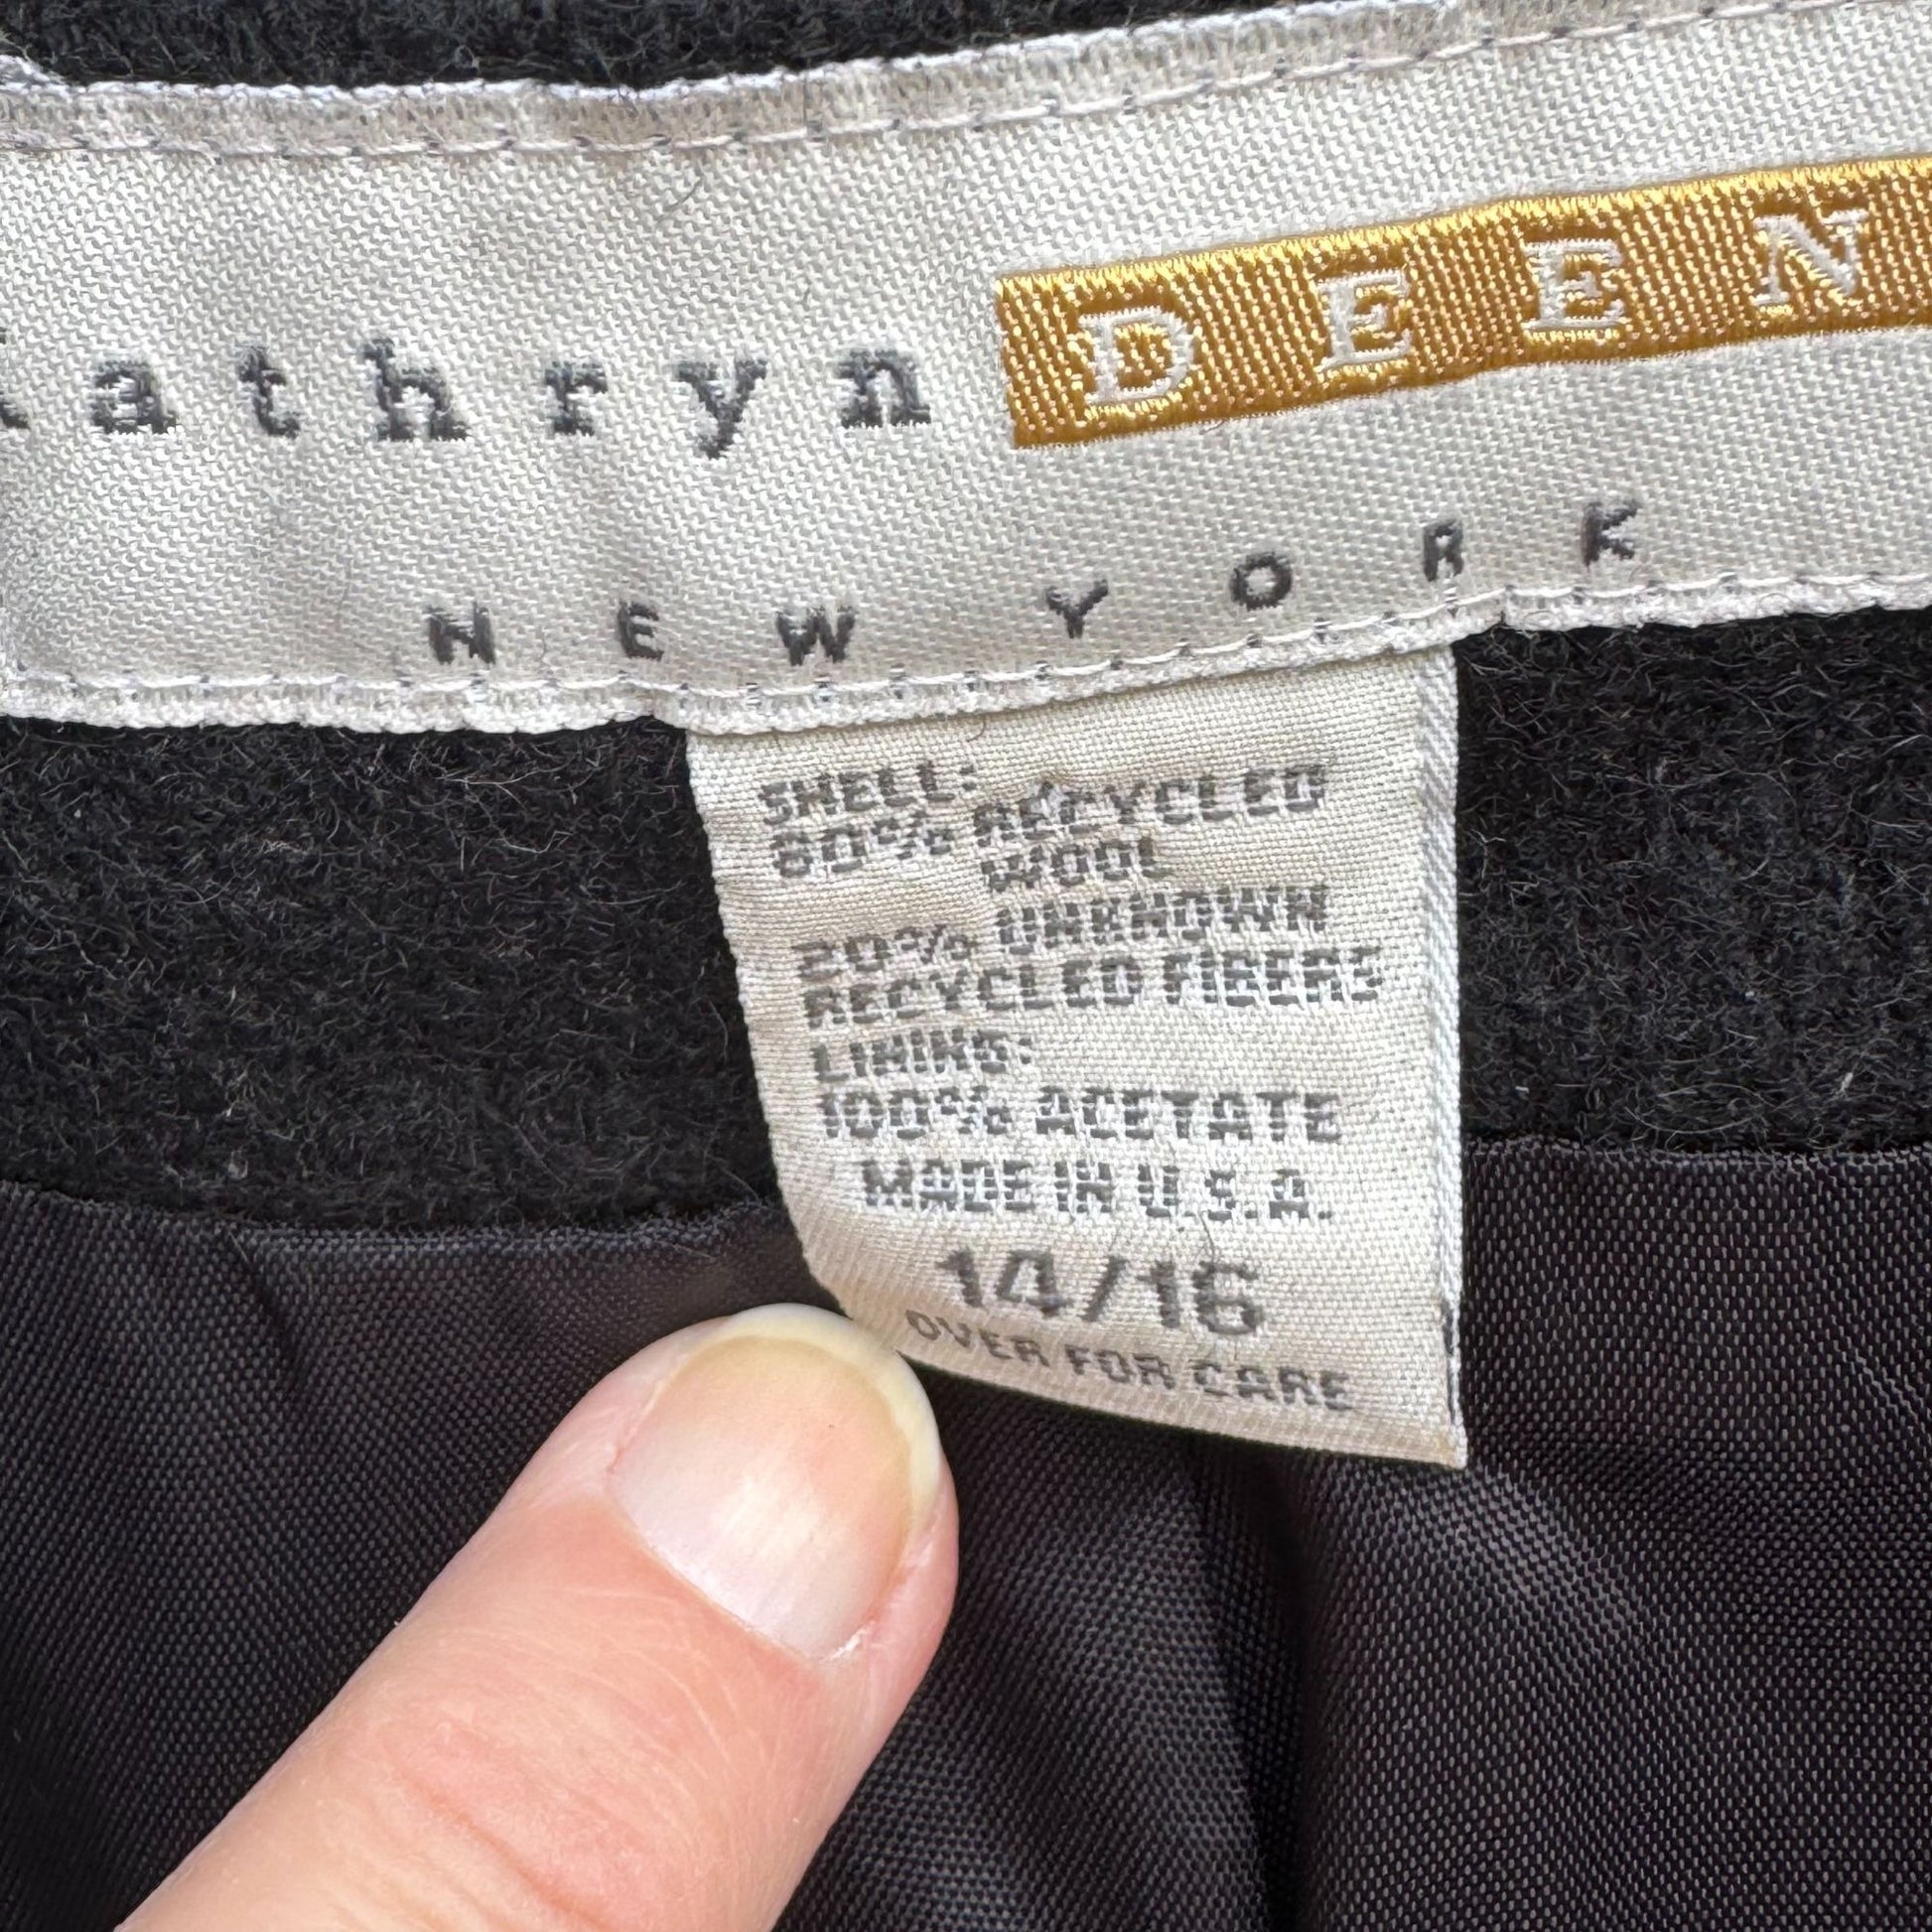 kathryn DEEN
NEW YORK
SHELL:
80% RECYCLED
WOOL
20% UNKNOWN
RECYCLED FIBERS
LINING:
100% ACETATE
MADE IN U.S.A.
14/16
OVER FOR CARE